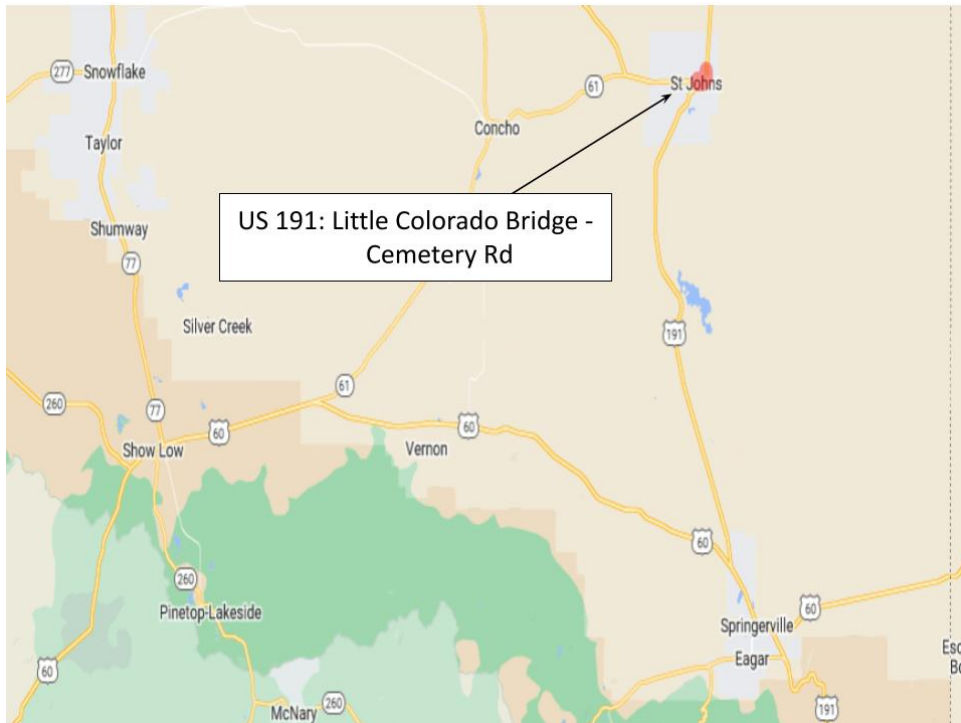 277
Snowflake
St Johns
61
Concho
Taylor
US 191: Little Colorado Bridge -
Cemetery Rd
Shumway
77
Silver Creek
191
61
260
77
60
60
Show Low
Vernon
60
260
Pinetop-Lakeside
60
Springerville
Esc
Bo
Eagar
60
McNary
260
191